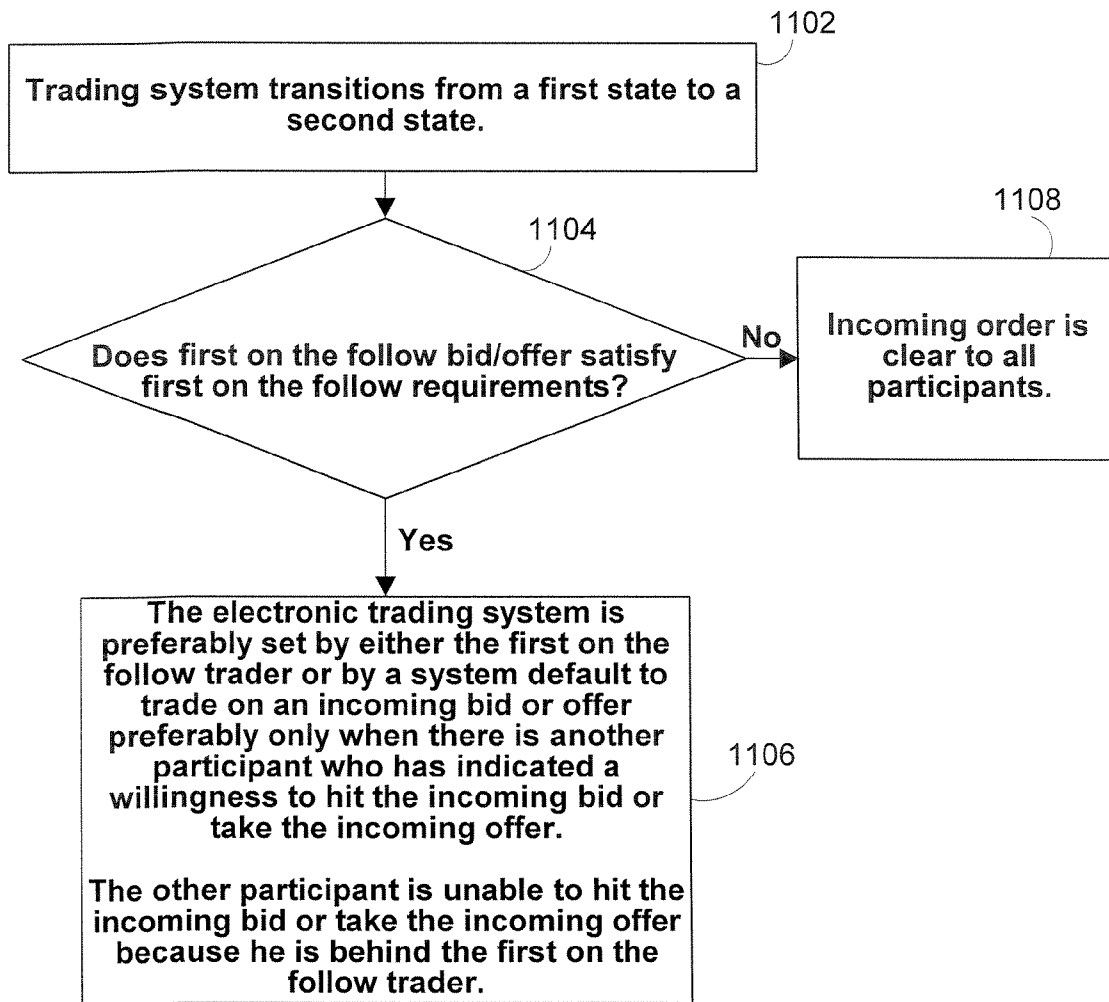 1102
Trading system transitions from a first state to a
second state.
1104
1108
Does first on the follow bid/offer satisfy
first on the follow requirements?
No
Incoming order is
clear to all
participants.
Yes
The electronic trading system is
preferably set by either the first on the
follow trader or by a system default to
trade on an incoming bid or offer
preferably only when there is another
participant who has indicated a
willingness to hit the incoming bid or
take the incoming offer.
1106
The other participant is unable to hit the
incoming bid or take the incoming offer
because he is behind the first on the
follow trader.